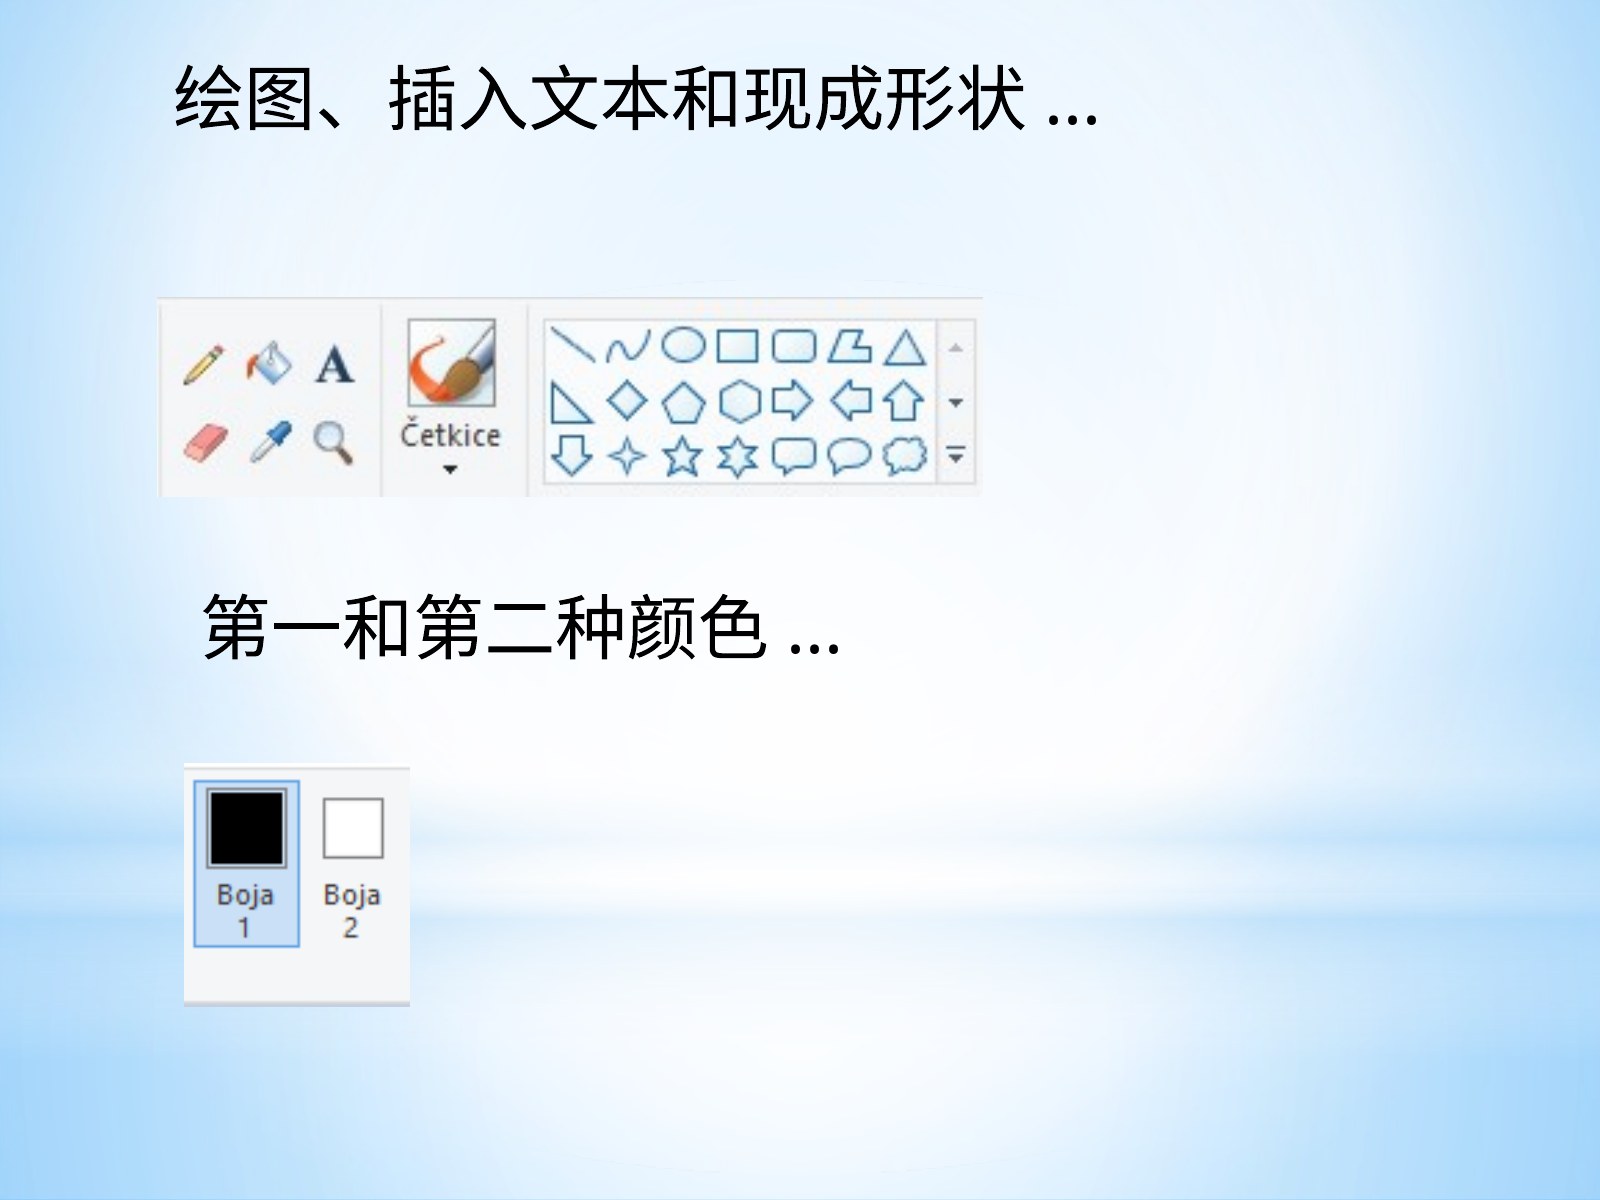 绘图、插入文本和现成形状 ...
A
Četkice
第一和第二种颜色 ...
Boja Boja
1 2